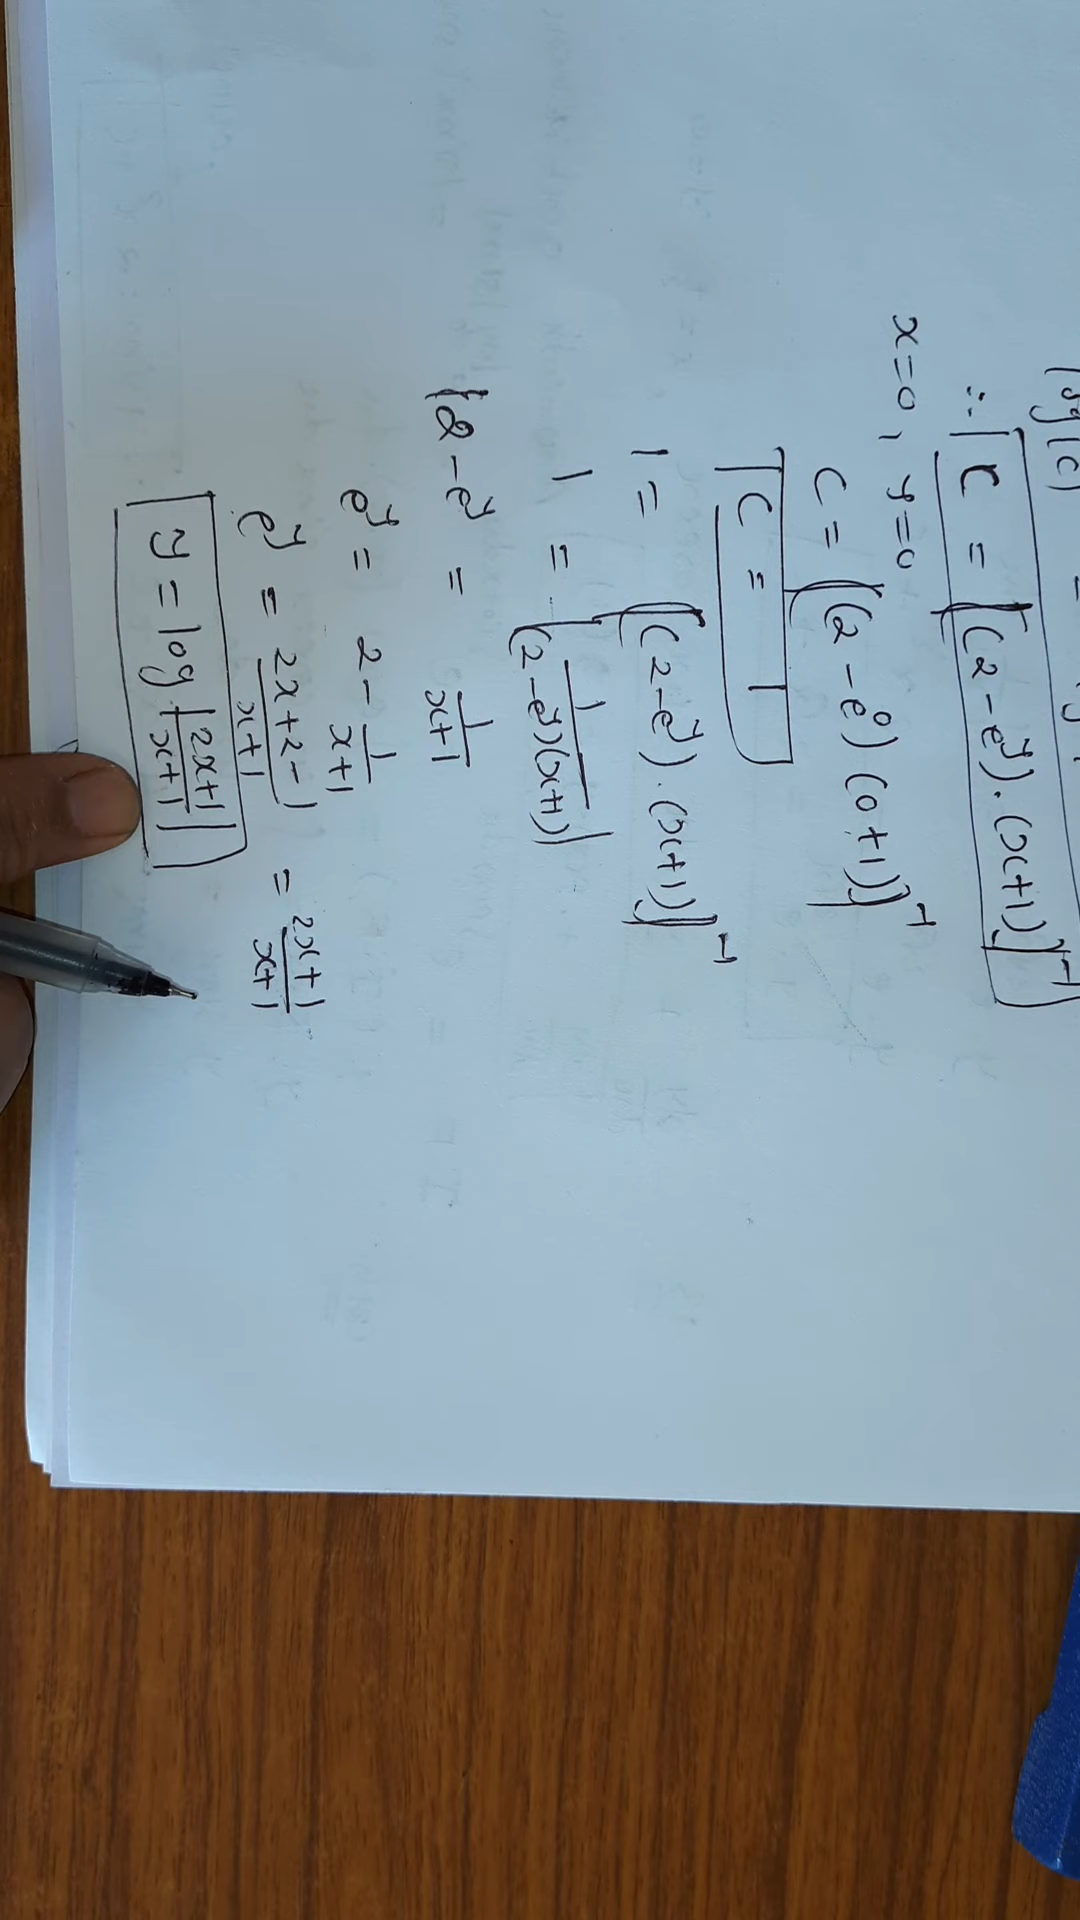 log(c) =
∴ C = [(2-e^y).(x+1)]^-1
x=0, y=0
C = [(2-e^0)(0+1)]^-1
C = 1
1 = [(2-e^y).(x+1)]^-1
1 = |1/(2-e^y)(x+1)|
{2-e^y = 1/x+1
e^y = 2 - 1/x+1
e^y = 2x+2-1/x+1 = 2x+1/x+1
y = log|2x+1/x+1|